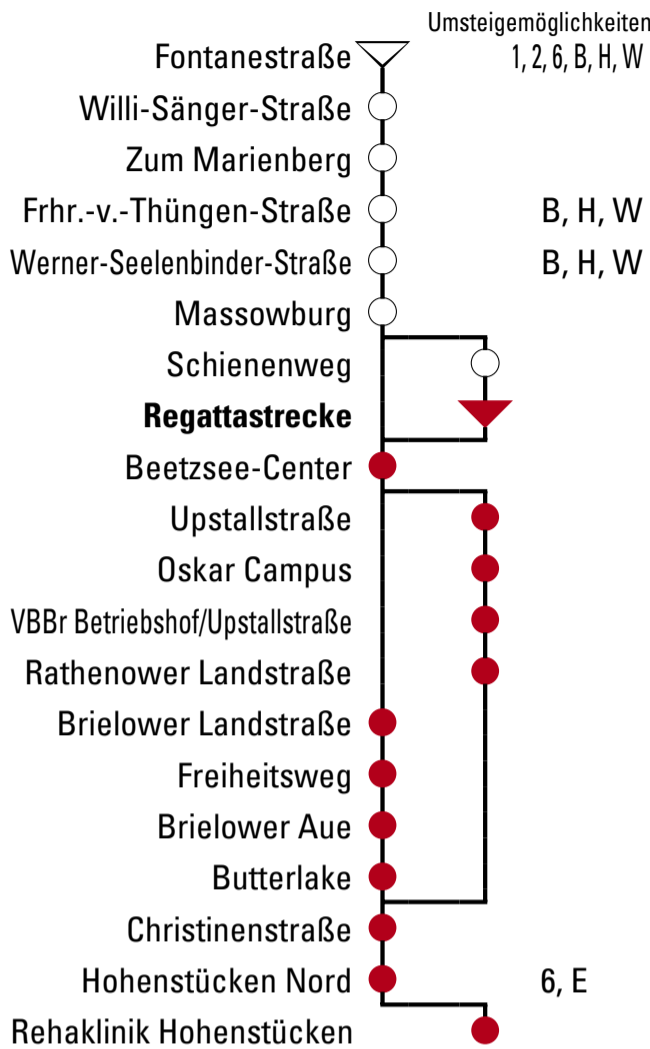 Umsteigemöglichkeiten
Fontanestraße 1, 2, 6, B, H, W
Willi-Sänger-Straße
Zum Marienberg
Frhr.-v.-Thüngen-Straße B, H, W
Werner-Seelenbinder-Straße B, H, W
Massowburg
Schienenweg
Regattastrecke
Beetzsee-Center
Upstallstraße
Oskar Campus
VBBr Betriebshof/Upstallstraße
Rathenower Landstraße
Brielower Landstraße
Freiheitsweg
Brielower Aue
Butterlake
Christinenstraße
Hohenstücken Nord 6, E
Rehaklinik Hohenstücken